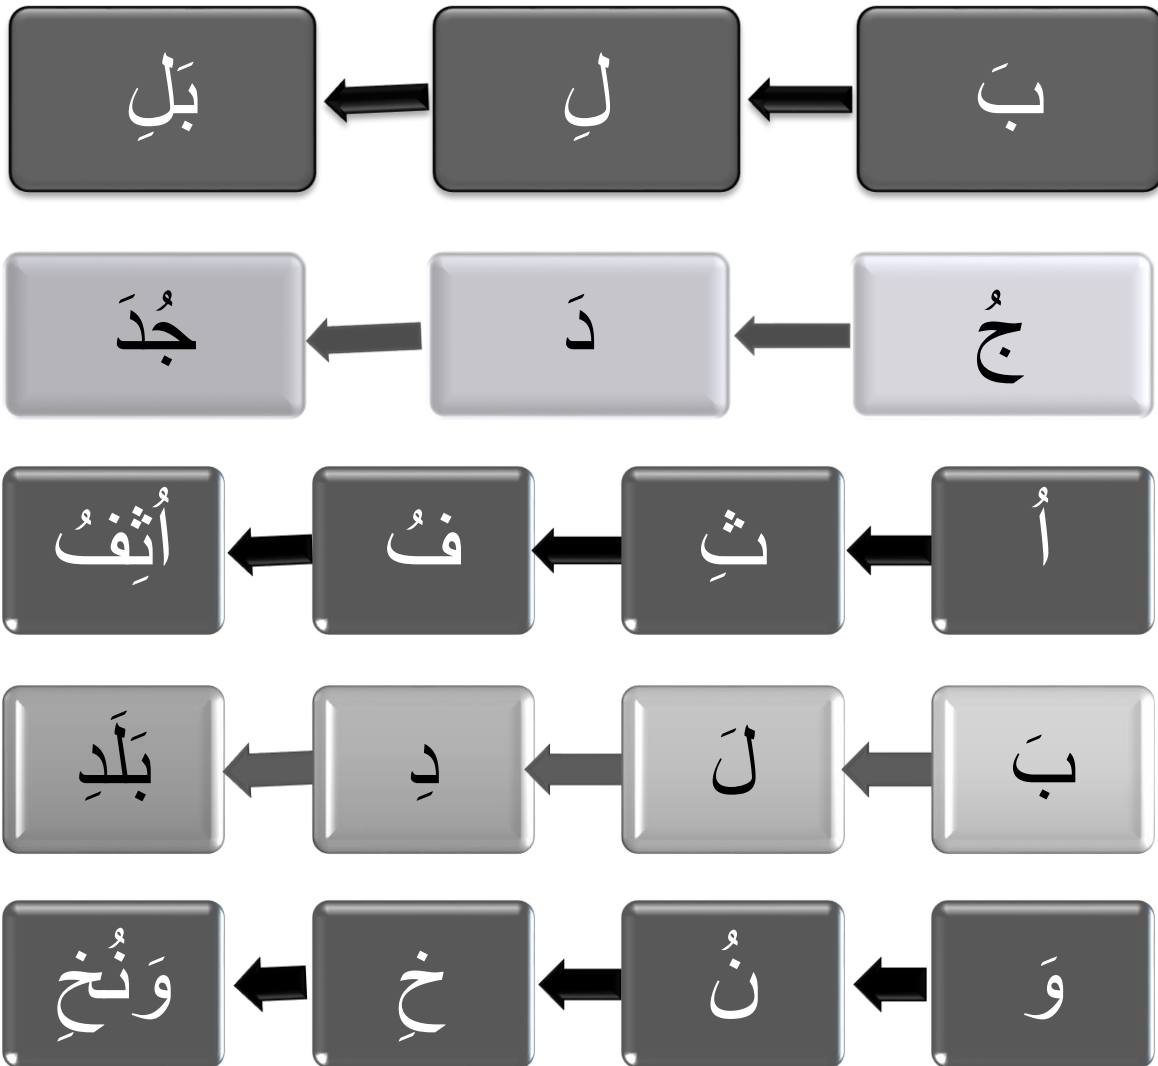 بَ لِ بَلِ
جُ دَ جُدَ
اُ ثِ فُ اُثِفُ
بَ لَ دِ بَلَدِ
وَ نُ خِ وَنُخِ